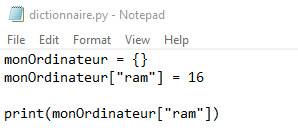 dictionnaire.py - Notepad
File Edit Format View Help
monOrdinateur = {}
monOrdinateur["ram"] = 16
print(monOrdinateur["ram"])